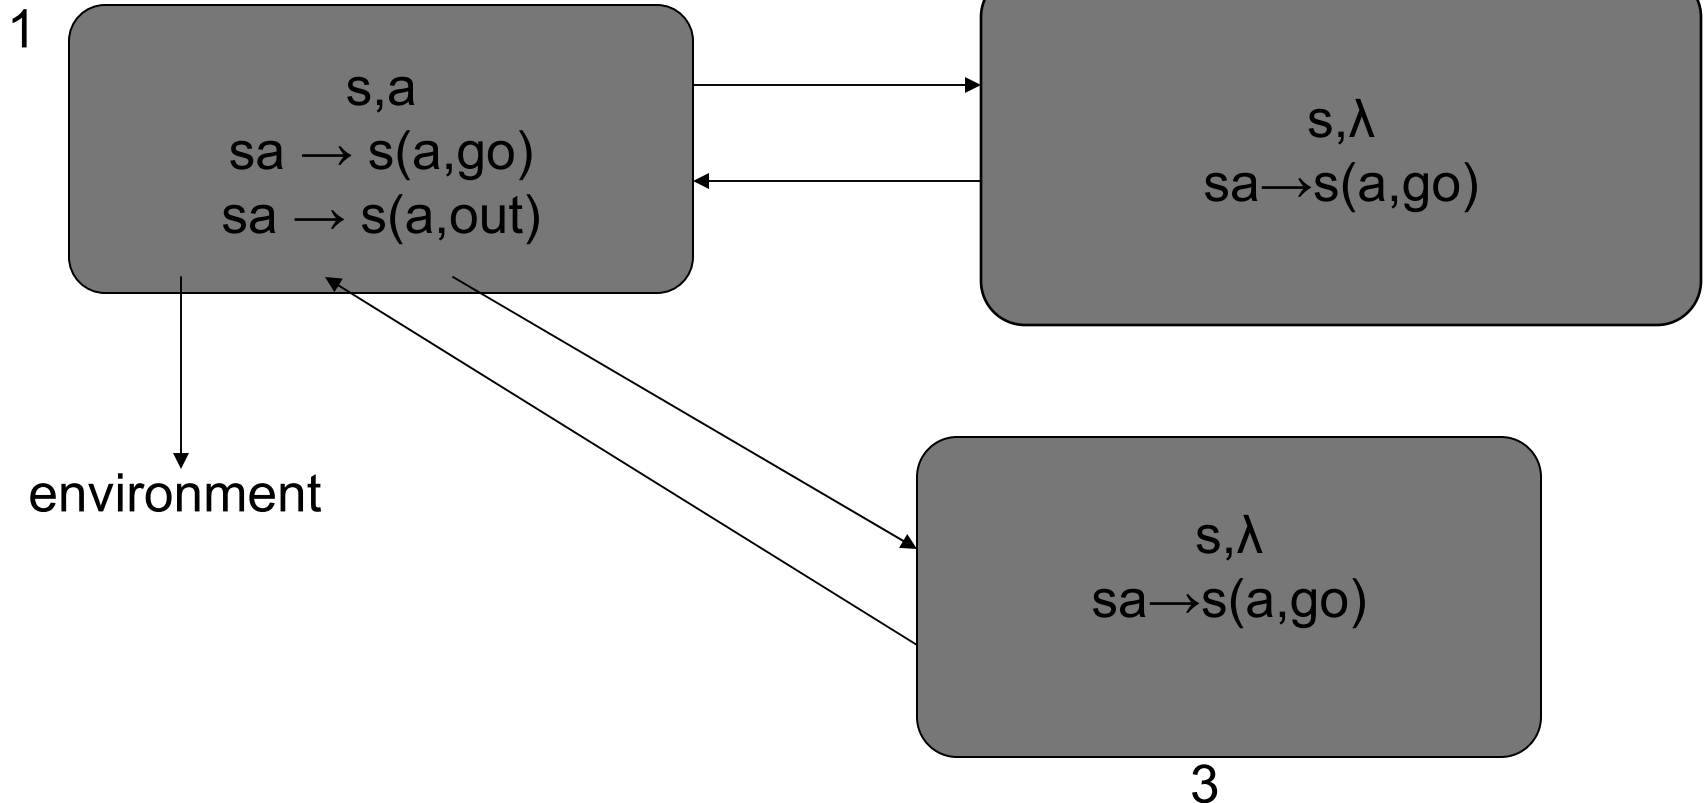 1
s,a
sa → s(a,go)
sa → s(a,out)
s,λ
sa→s(a,go)
environment
s,λ
sa→s(a,go)
3